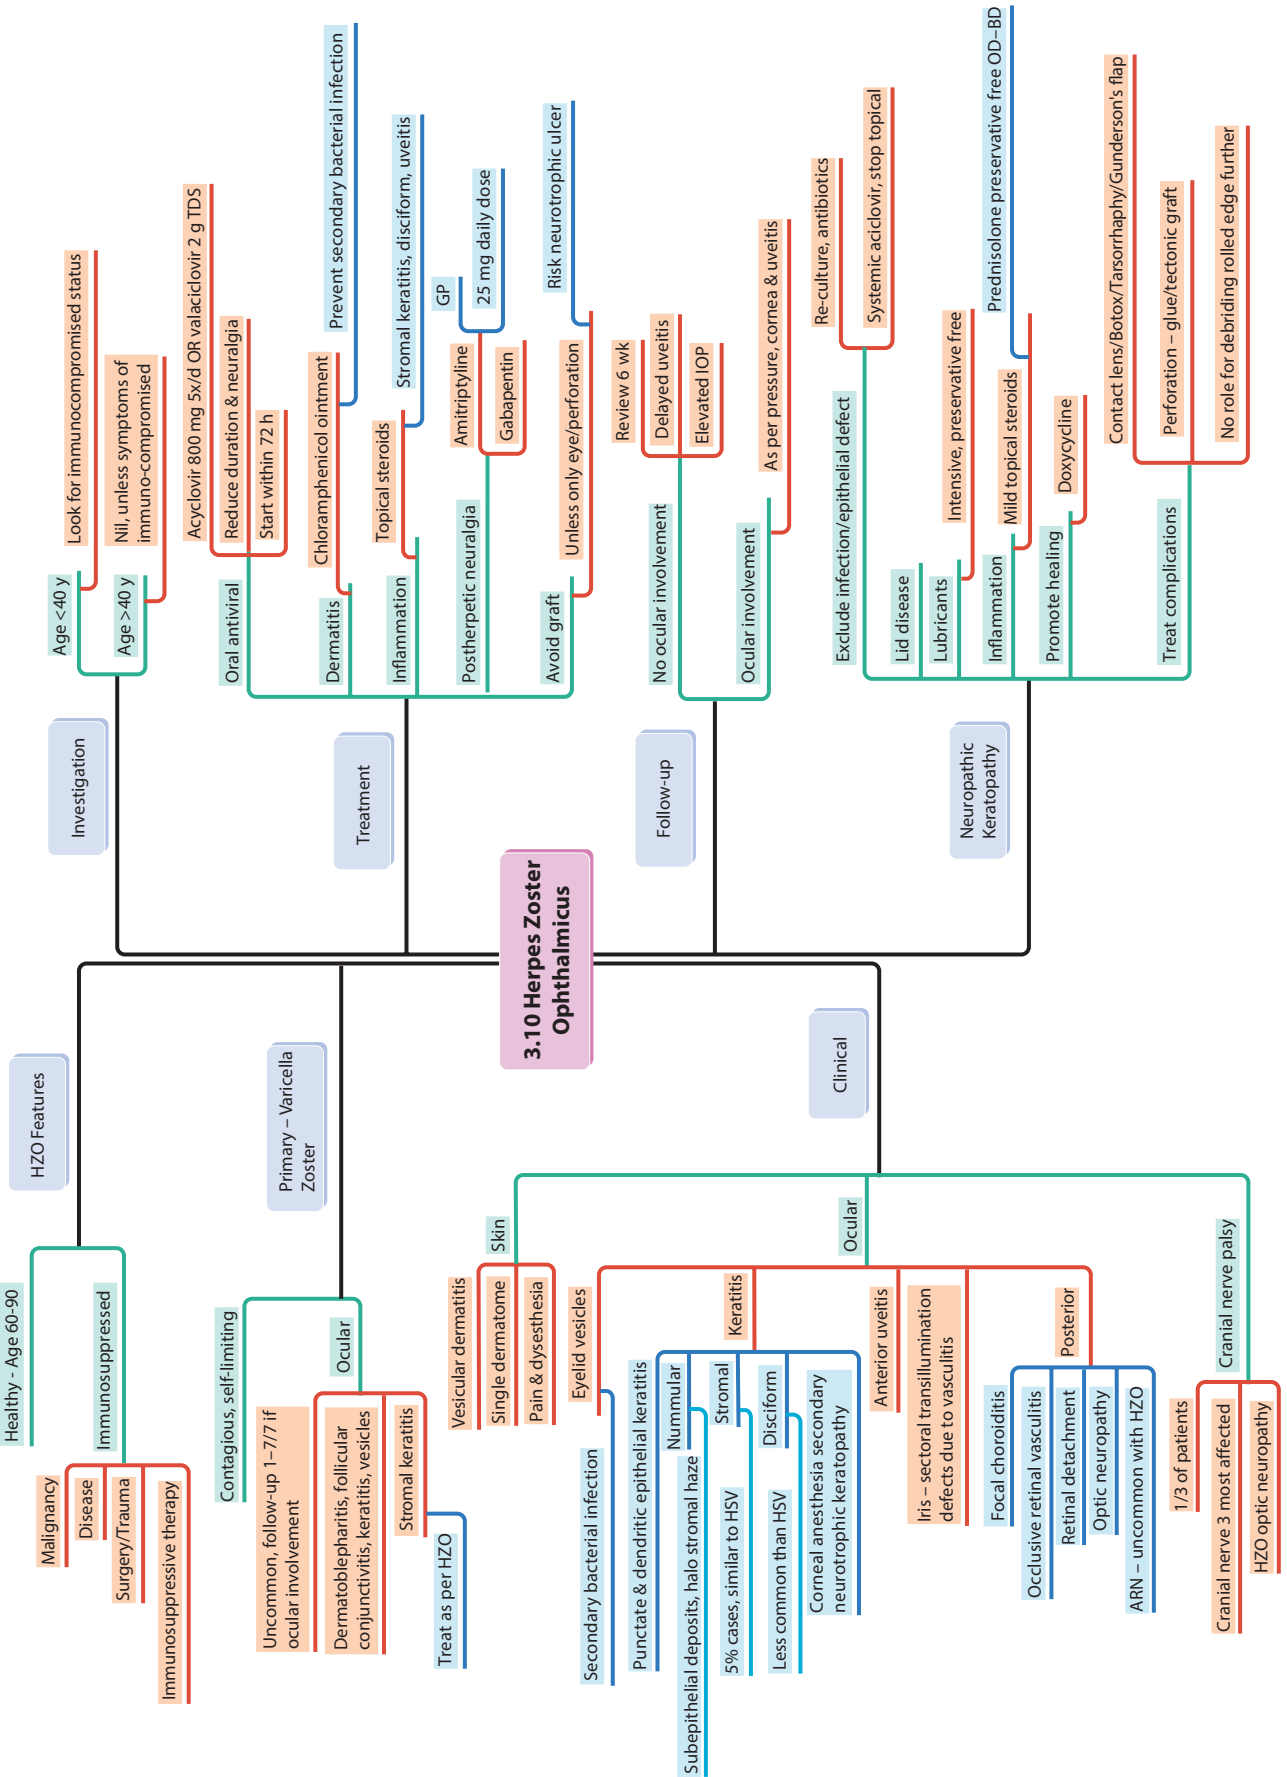 3.10 Herpes Zoster
Ophthalmicus
HZO Features
Healthy - Age 60-90
Immunosuppressed
Malignancy
Disease
Surgery/Trauma
Immunosuppressive therapy
Primary – Varicella
Zoster
Contagious, self-limiting
Ocular
Uncommon, follow-up 1–7/7 if
ocular involvement
Dermatoblepharitis, follicular
conjunctivitis, keratitis, vesicles
Stromal keratitis
Treat as per HZO
Clinical
Skin
Vesicular dermatitis
Single dermatome
Pain & dysesthesia
Ocular
Eyelid vesicles
Secondary bacterial infection
Keratitis
Punctate & dendritic epithelial keratitis
Nummular
Subepithelial deposits, halo stromal haze
Stromal
5% cases, similar to HSV
Disciform
Less common than HSV
Corneal anesthesia secondary
neurotrophic keratopathy
Anterior uveitis
Iris – sectoral transillumination
defects due to vasculitis
Posterior
Focal choroiditis
Occlusive retinal vasculitis
Retinal detachment
Optic neuropathy
ARN – uncommon with HZO
Cranial nerve palsy
1/3 of patients
Cranial nerve 3 most affected
HZO optic neuropathy
Investigation
Age <40 y
Look for immunocompromised status
Age >40 y
Nil, unless symptoms of
immuno-compromised
Treatment
Oral antiviral
Acyclovir 800 mg 5x/d OR valaciclovir 2 g TDS
Reduce duration & neuralgia
Start within 72 h
Dermatitis
Chloramphenicol ointment
Prevent secondary bacterial infection
Inflammation
Topical steroids
Stromal keratitis, disciform, uveitis
Postherpetic neuralgia
Amitriptyline
GP
25 mg daily dose
Gabapentin
Avoid graft
Unless only eye/perforation
Risk neurotrophic ulcer
Follow-up
No ocular involvement
Review 6 wk
Delayed uveitis
Elevated IOP
Ocular involvement
As per pressure, cornea & uveitis
Neuropathic
Keratopathy
Exclude infection/epithelial defect
Re-culture, antibiotics
Systemic aciclovir, stop topical
Lid disease
Lubricants
Intensive, preservative free
Inflammation
Mild topical steroids
Prednisolone preservative free OD–BD
Promote healing
Doxycycline
Treat complications
Contact lens/Botox/Tarsorrhaphy/Gunderson's flap
Perforation – glue/tectonic graft
No role for debriding rolled edge further